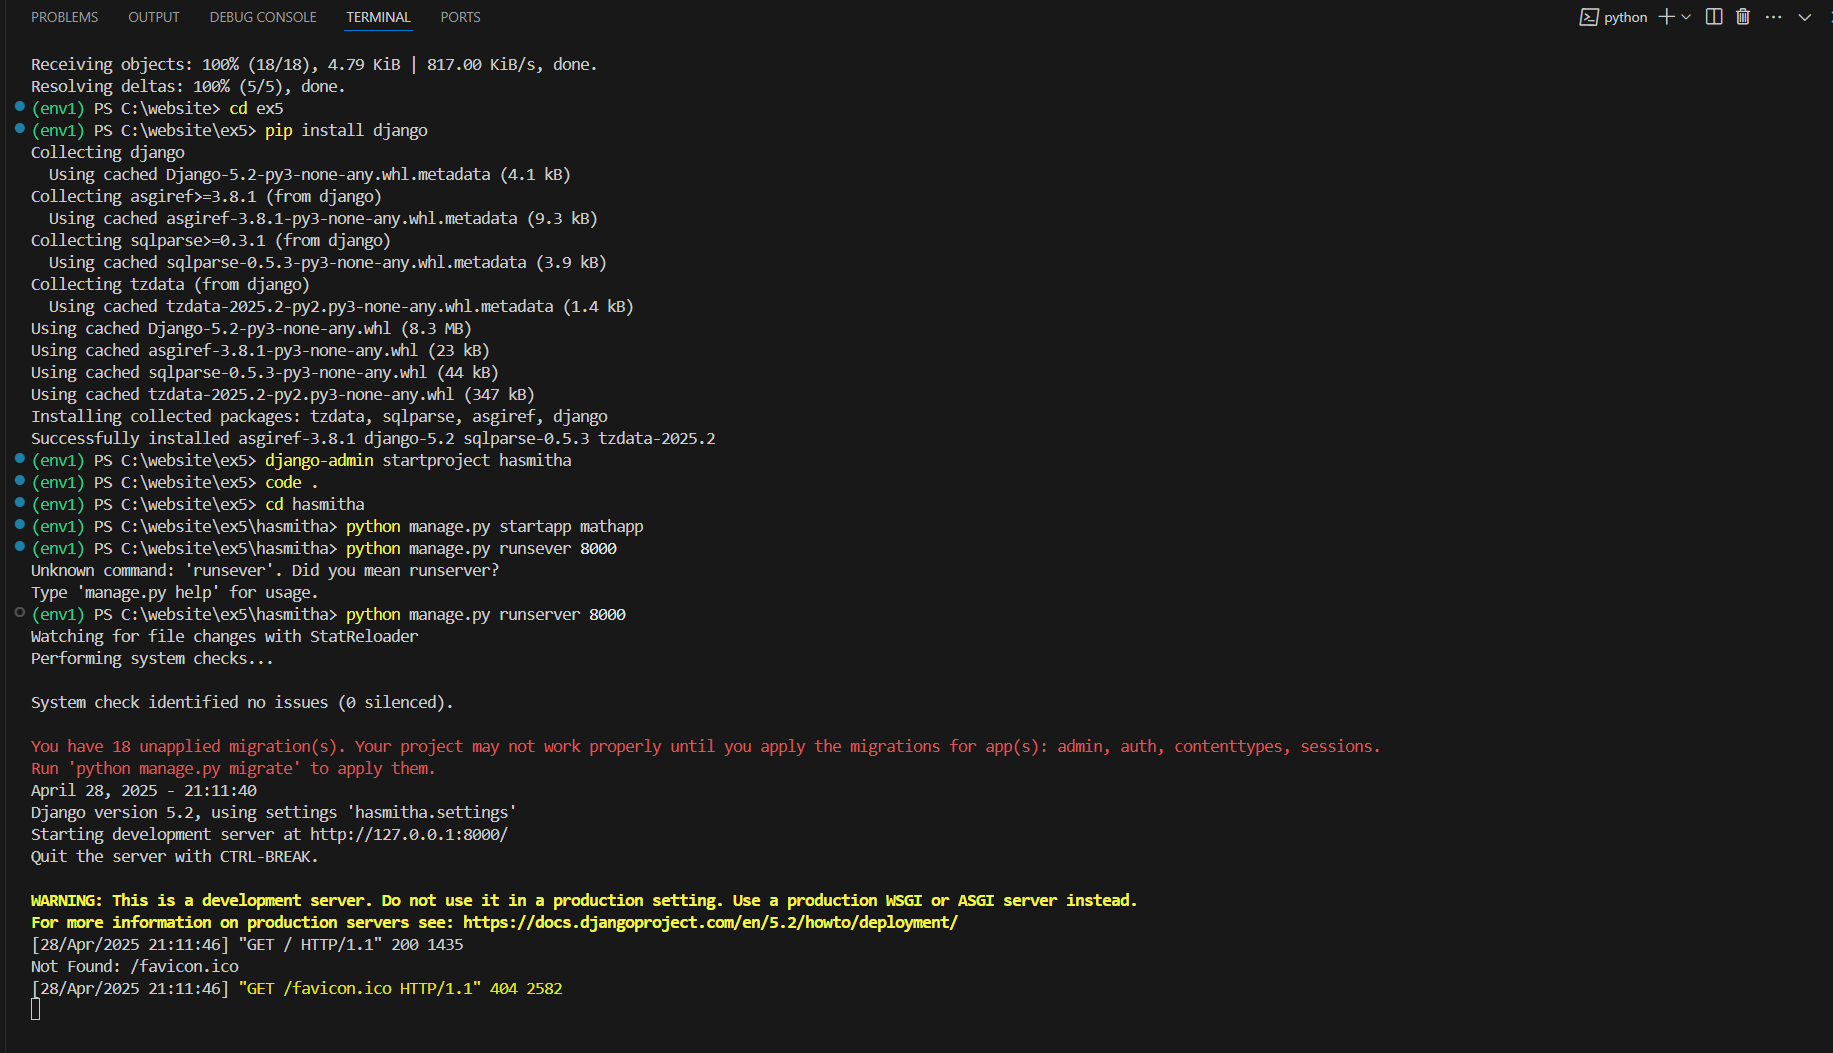 PROBLEMS OUTPUT DEBUG CONSOLE TERMINAL PORTS python
Receiving objects: 100% (18/18), 4.79 KiB | 817.00 KiB/s, done.
Resolving deltas: 100% (5/5), done.
(env1) PS C:\website> cd ex5
(env1) PS C:\website\ex5> pip install django
Collecting django
  Using cached Django-5.2-py3-none-any.whl.metadata (4.1 kB)
Collecting asgiref>=3.8.1 (from django)
  Using cached asgiref-3.8.1-py3-none-any.whl.metadata (9.3 kB)
Collecting sqlparse>=0.3.1 (from django)
  Using cached sqlparse-0.5.3-py3-none-any.whl.metadata (3.9 kB)
Collecting tzdata (from django)
  Using cached tzdata-2025.2-py2.py3-none-any.whl.metadata (1.4 kB)
Using cached Django-5.2-py3-none-any.whl (8.3 MB)
Using cached asgiref-3.8.1-py3-none-any.whl (23 kB)
Using cached sqlparse-0.5.3-py3-none-any.whl (44 kB)
Using cached tzdata-2025.2-py2.py3-none-any.whl (347 kB)
Installing collected packages: tzdata, sqlparse, asgiref, django
Successfully installed asgiref-3.8.1 django-5.2 sqlparse-0.5.3 tzdata-2025.2
(env1) PS C:\website\ex5> django-admin startproject hasmitha
(env1) PS C:\website\ex5> code .
(env1) PS C:\website\ex5> cd hasmitha
(env1) PS C:\website\ex5\hasmitha> python manage.py startapp mathapp
(env1) PS C:\website\ex5\hasmitha> python manage.py runsever 8000
Unknown command: 'runsever'. Did you mean runserver?
Type 'manage.py help' for usage.
(env1) PS C:\website\ex5\hasmitha> python manage.py runserver 8000
Watching for file changes with StatReloader
Performing system checks...
System check identified no issues (0 silenced).
You have 18 unapplied migration(s). Your project may not work properly until you apply the migrations for app(s): admin, auth, contenttypes, sessions.
Run 'python manage.py migrate' to apply them.
April 28, 2025 - 21:11:40
Django version 5.2, using settings 'hasmitha.settings'
Starting development server at http://127.0.0.1:8000/
Quit the server with CTRL-BREAK.
WARNING: This is a development server. Do not use it in a production setting. Use a production WSGI or ASGI server instead.
For more information on production servers see: https://docs.djangoproject.com/en/5.2/howto/deployment/
[28/Apr/2025 21:11:46] "GET / HTTP/1.1" 200 1435
Not Found: /favicon.ico
[28/Apr/2025 21:11:46] "GET /favicon.ico HTTP/1.1" 404 2582